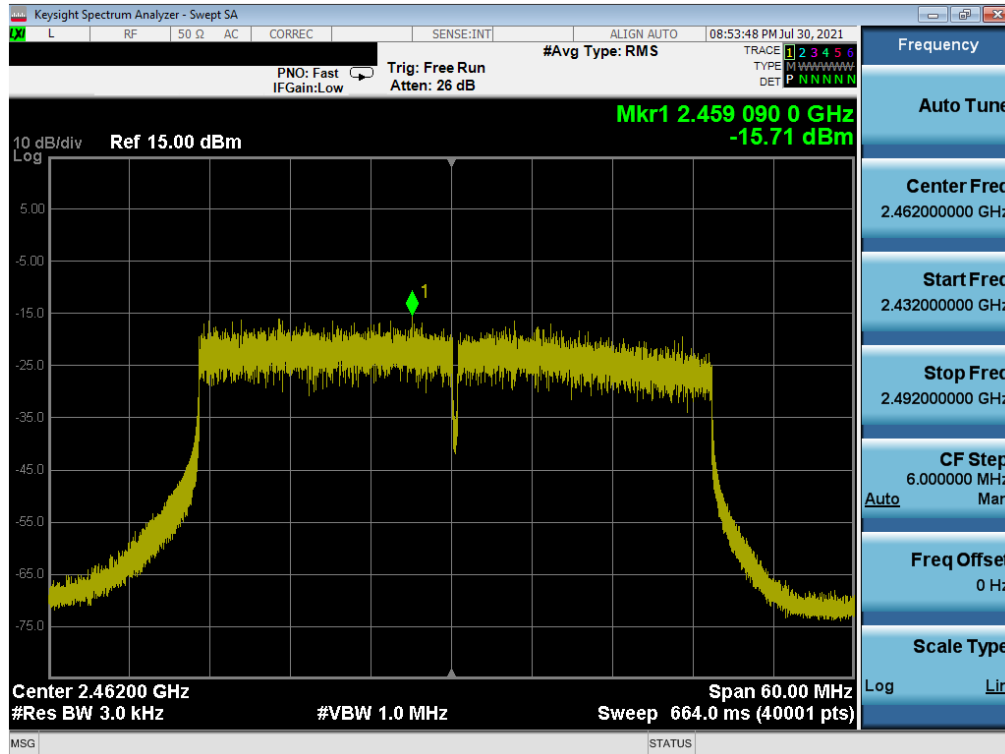 Keysight Spectrum Analyzer - Swept SA
LXI L RF 50 Ω AC CORREC SENSE:INT ALIGN AUTO 08:53:48 PM Jul 30, 2021
#Avg Type: RMS
TRACE 1 2 3 4 5 6
TYPE M WWWWW
DET P N N N N N
PNO: Fast
IFGain:Low
Trig: Free Run
Atten: 26 dB
Mkr1 2.459 090 0 GHz
-15.71 dBm
10 dB/div
Log
Ref 15.00 dBm
5.00
-5.00
-15.0
-25.0
-35.0
-45.0
-55.0
-65.0
-75.0
1
Center 2.46200 GHz
Span 60.00 MHz
#Res BW 3.0 kHz
#VBW 1.0 MHz
Sweep 664.0 ms (40001 pts)
MSG
STATUS
Frequency
Auto Tune
Center Freq
2.462000000 GHz
Start Freq
2.432000000 GHz
Stop Freq
2.492000000 GHz
CF Step
6.000000 MHz
Auto Man
Freq Offset
0 Hz
Scale Type
Log Lin